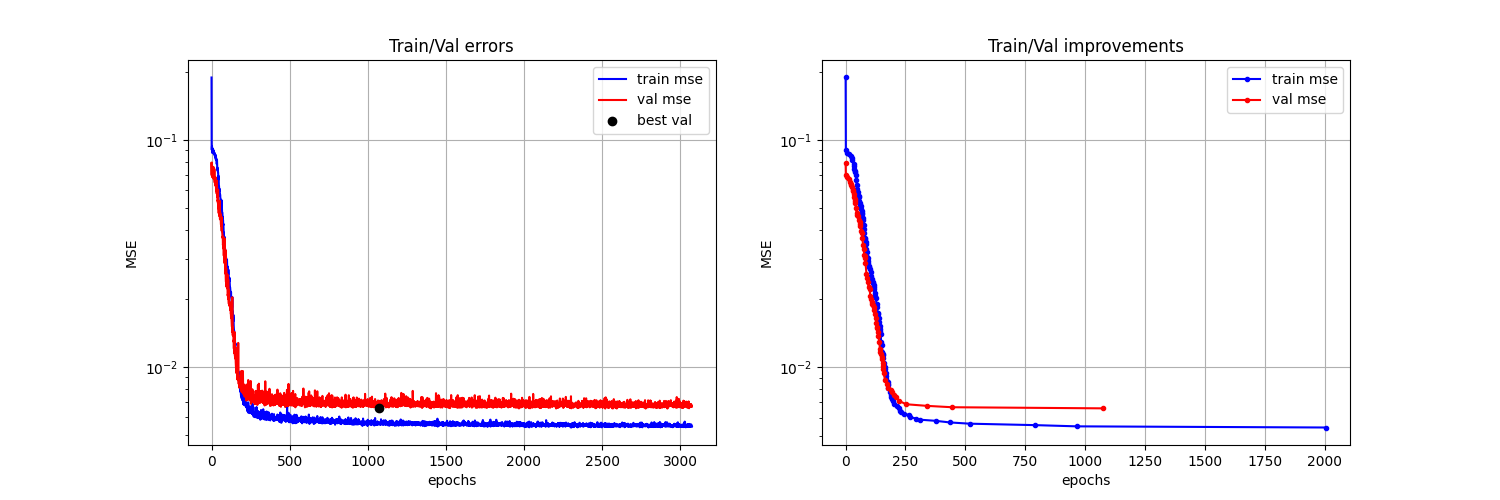 Train/Val errors
train mse
val mse
best val
10⁻¹
10⁻²
MSE
0
500
1000
1500
2000
2500
3000
epochs
Train/Val improvements
train mse
val mse
10⁻¹
10⁻²
MSE
0
250
500
750
1000
1250
1500
1750
2000
epochs